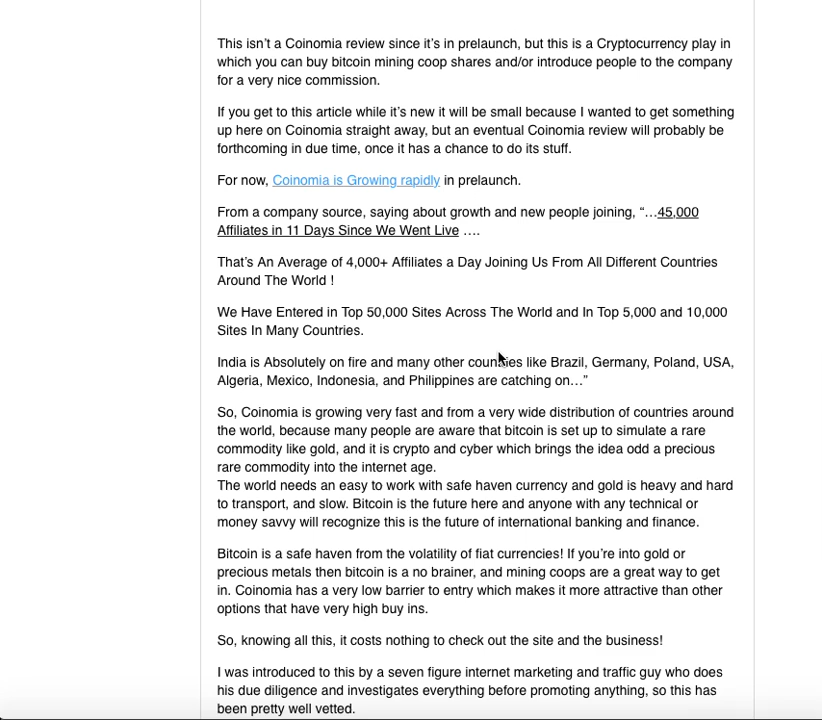 This isn’t a Coinomia review since it’s in prelaunch, but this is a Cryptocurrency play in
which you can buy bitcoin mining coop shares and/or introduce people to the company
for a very nice commission.
If you get to this article while it’s new it will be small because I wanted to get something
up here on Coinomia straight away, but an eventual Coinomia review will probably be
forthcoming in due time, once it has a chance to do its stuff.
For now, Coinomia is Growing rapidly in prelaunch.
From a company source, saying about growth and new people joining, “…45,000
Affiliates in 11 Days Since We Went Live ….
That’s An Average of 4,000+ Affiliates a Day Joining Us From All Different Countries
Around The World !
We Have Entered in Top 50,000 Sites Across The World and In Top 5,000 and 10,000
Sites In Many Countries.
India is Absolutely on fire and many other countries like Brazil, Germany, Poland, USA,
Algeria, Mexico, Indonesia, and Philippines are catching on…”
So, Coinomia is growing very fast and from a very wide distribution of countries around
the world, because many people are aware that bitcoin is set up to simulate a rare
commodity like gold, and it is crypto and cyber which brings the idea odd a precious
rare commodity into the internet age.
The world needs an easy to work with safe haven currency and gold is heavy and hard
to transport, and slow. Bitcoin is the future here and anyone with any technical or
money savvy will recognize this is the future of international banking and finance.
Bitcoin is a safe haven from the volatility of fiat currencies! If you’re into gold or
precious metals then bitcoin is a no brainer, and mining coops are a great way to get
in. Coinomia has a very low barrier to entry which makes it more attractive than other
options that have very high buy ins.
So, knowing all this, it costs nothing to check out the site and the business!
I was introduced to this by a seven figure internet marketing and traffic guy who does
his due diligence and investigates everything before promoting anything, so this has
been pretty well vetted.